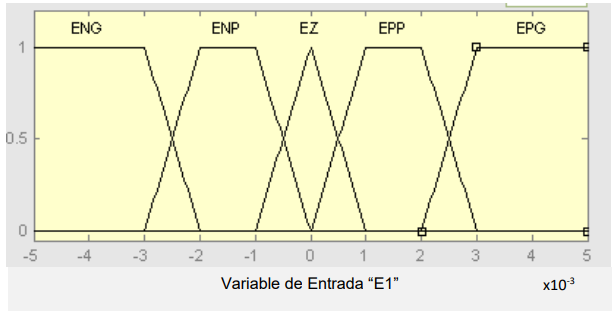 ENG ENP EZ EPP EPG
1
0.5
0
-5 -4 -3 -2 -1 0 1 2 3 4 5
Variable de Entrada “E1” x10-3